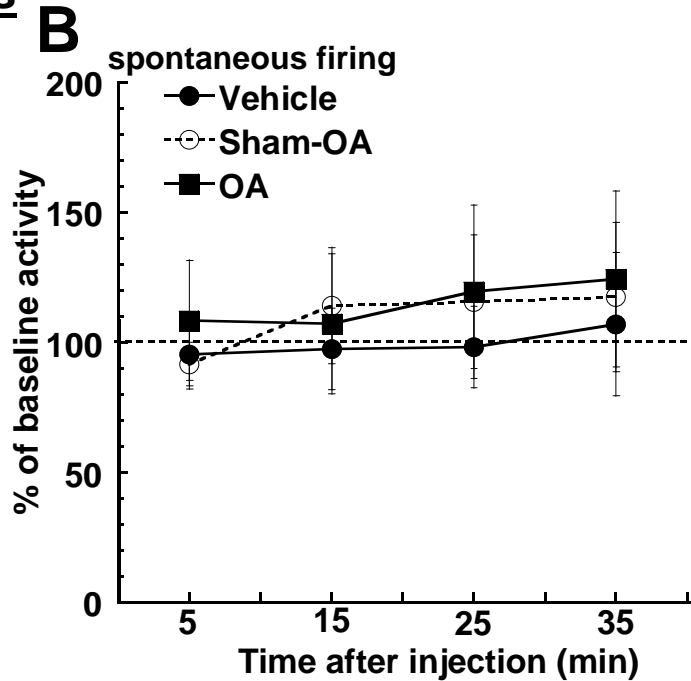 B
spontaneous firing
Vehicle
Sham-OA
OA
% of baseline activity
200
150
100
50
0
5 15 25 35
Time after injection (min)